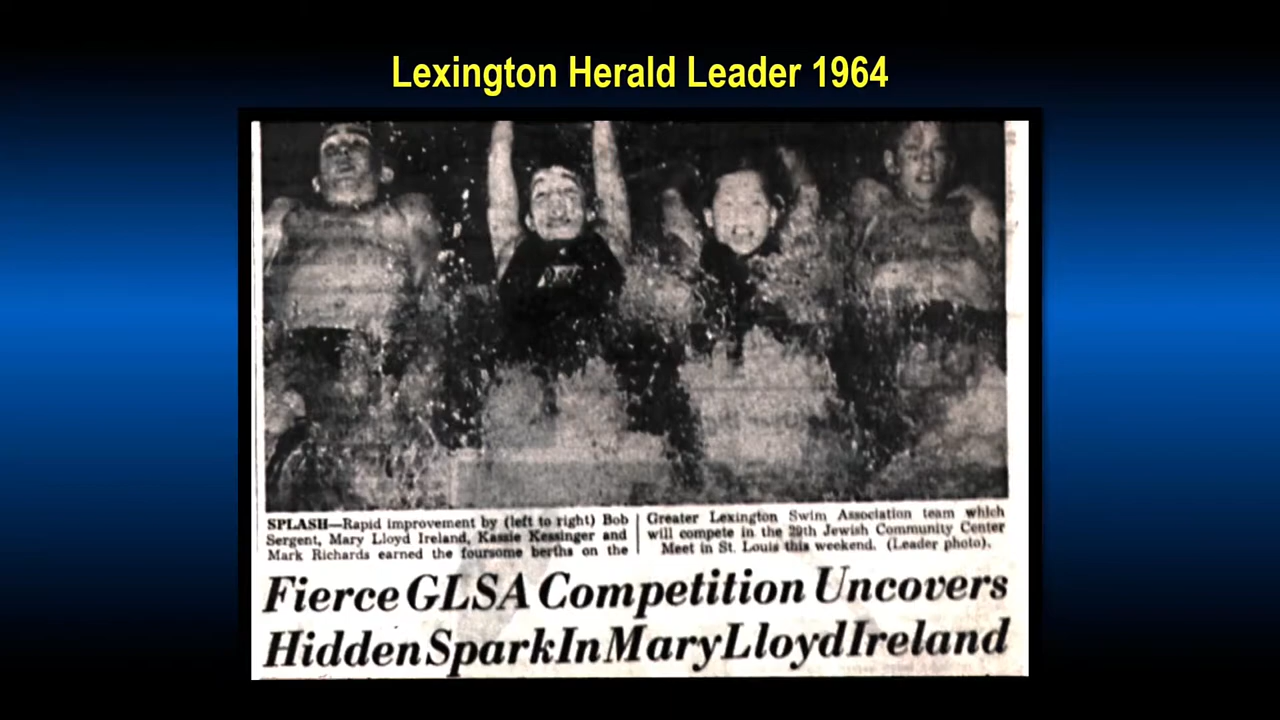 Lexington Herald Leader 1964
SPLASH—Rapid improvement by (left to right) Bob
Sergent, Mary Lloyd Ireland, Kassie Kessinger and
Mark Richards earned the foursome berths on the
Greater Lexington Swim Association team which
will compete in the 29th Jewish Community Center
Meet in St. Louis this weekend. (Leader photo).
Fierce GLSA Competition Uncovers
Hidden Spark In Mary Lloyd Ireland